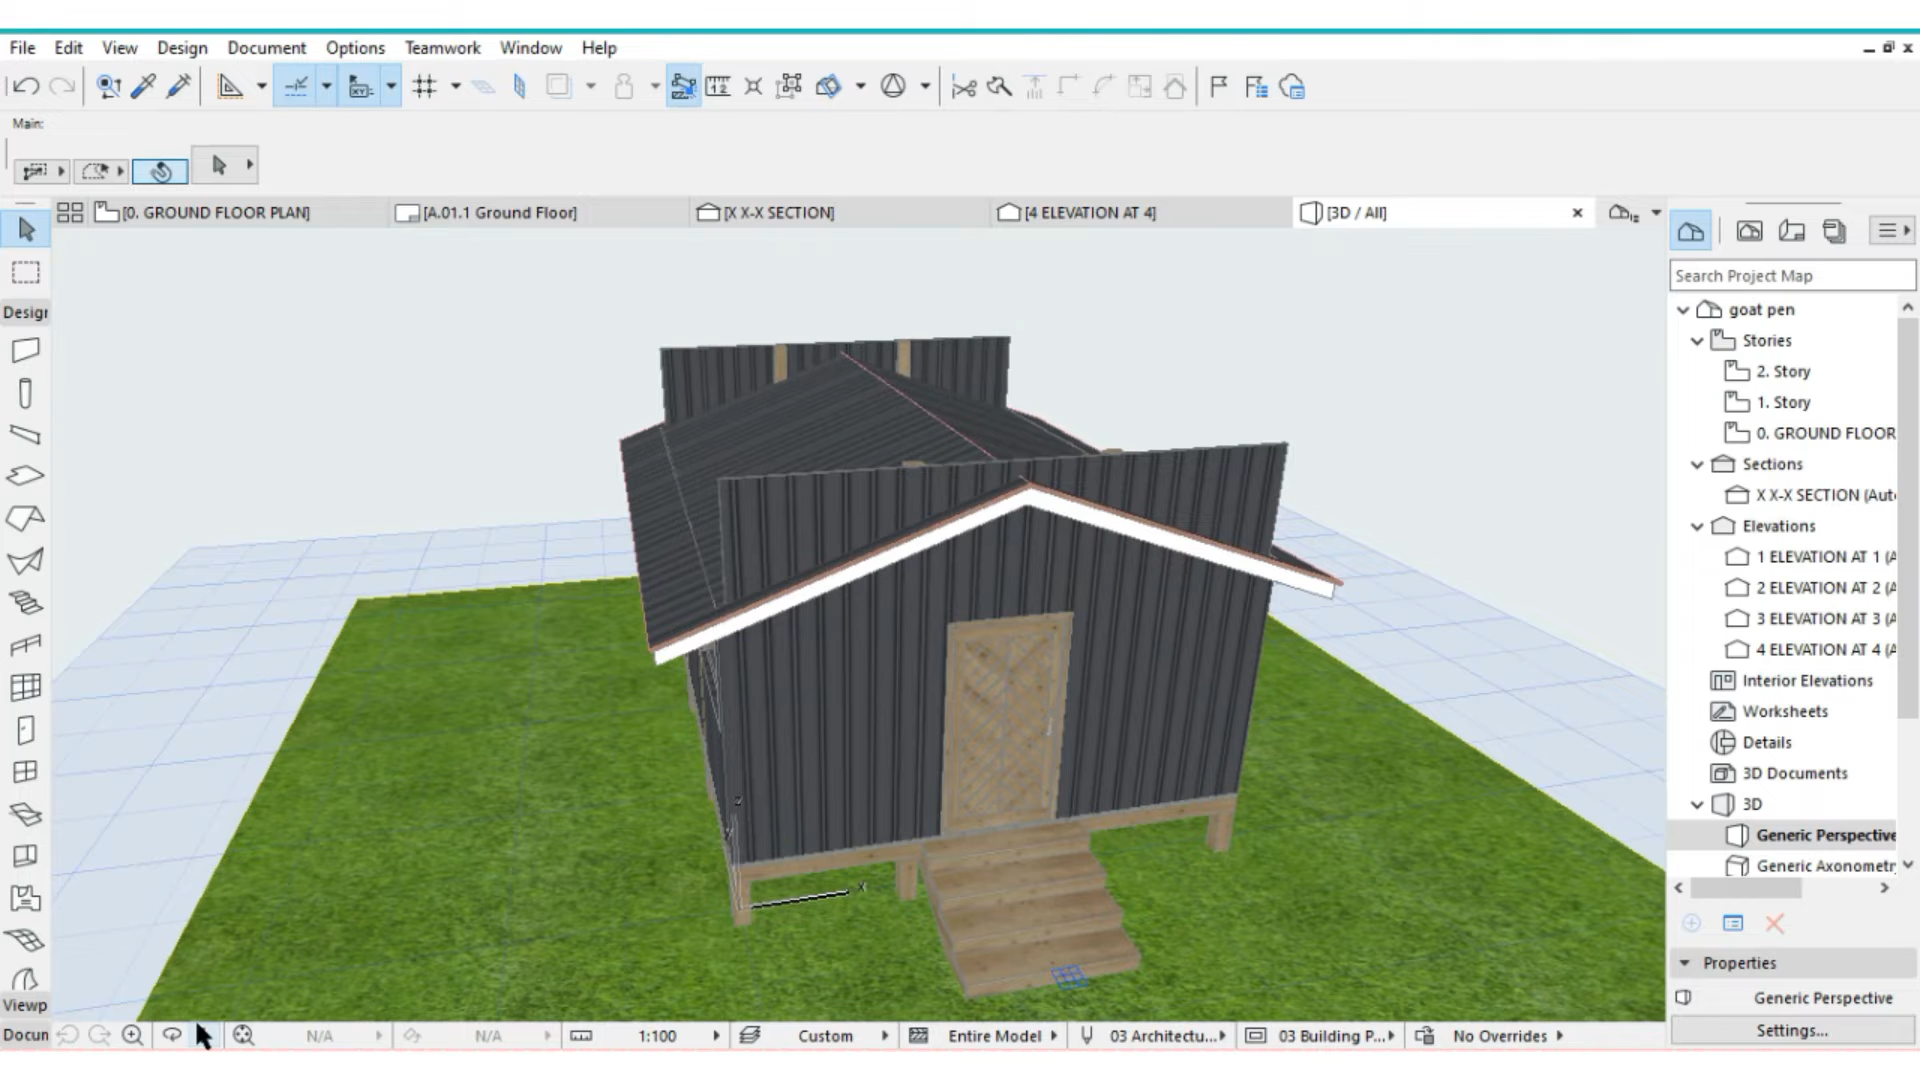 File Edit View Design Document Options Teamwork Window Help
Main:
[0. GROUND FLOOR PLAN] [A.01.1 Ground Floor] [X X-X SECTION] [4 ELEVATION AT 4] [3D / All]
Search Project Map
Design
goat pen
Stories
2. Story
1. Story
0. GROUND FLOOR
Sections
X X-X SECTION (Aut
Elevations
1 ELEVATION AT 1 (A
2 ELEVATION AT 2 (A
3 ELEVATION AT 3 (A
4 ELEVATION AT 4 (A
Interior Elevations
Worksheets
Details
3D Documents
3D
Generic Perspective
Generic Axonometr
z
y
x
Properties
Generic Perspective
Settings...
Viewp
Docun N/A N/A 1:100 Custom Entire Model 03 Architectu... 03 Building P... No Overrides